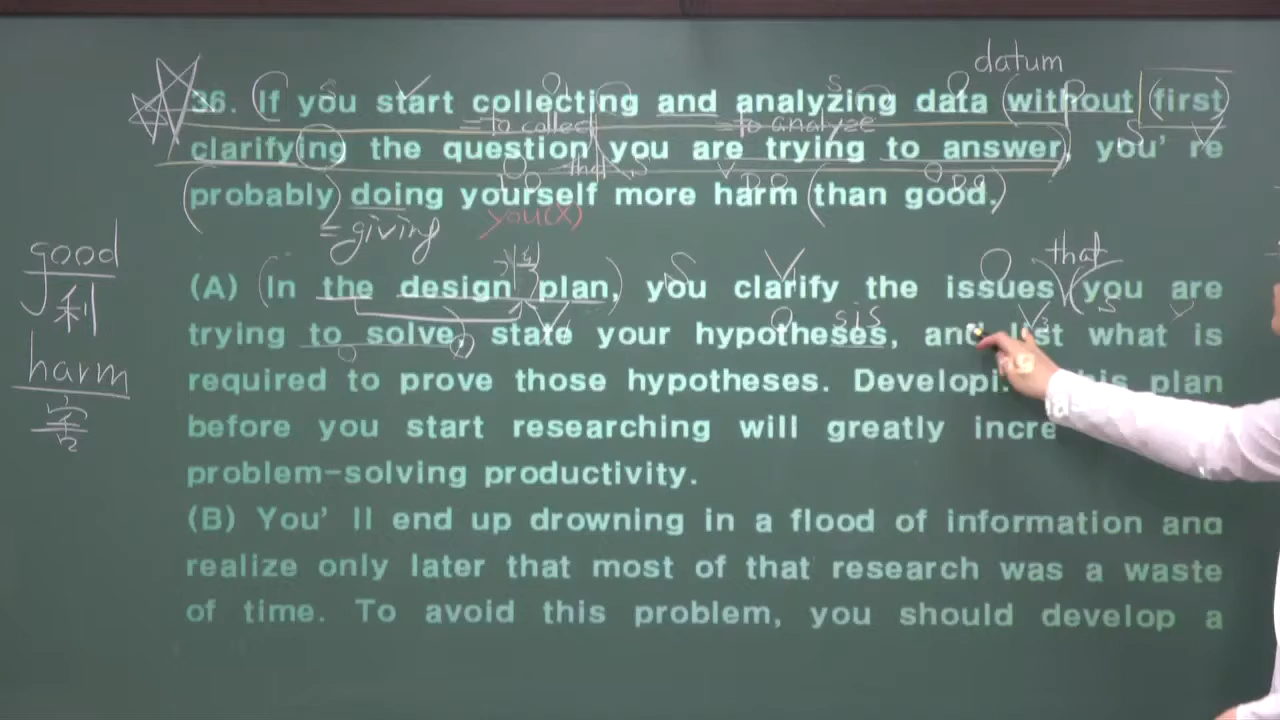 datum
36. If you start collecting and analyzing data without first
= to collect = to analyze
clarifying the question you are trying to answer, you're
that S
probably doing yourself more harm than good.
= giving you(X)
good
利
harm
害
that
(A) In the design plan, you clarify the issues you are
sis
trying to solve, state your hypotheses, and list what is
required to prove those hypotheses. plan
before you start researching will greatly
problem-solving productivity.
(B) You'll end up drowning in a flood of information and
realize only later that most of that research was a waste
of time. To avoid this problem, you should develop a